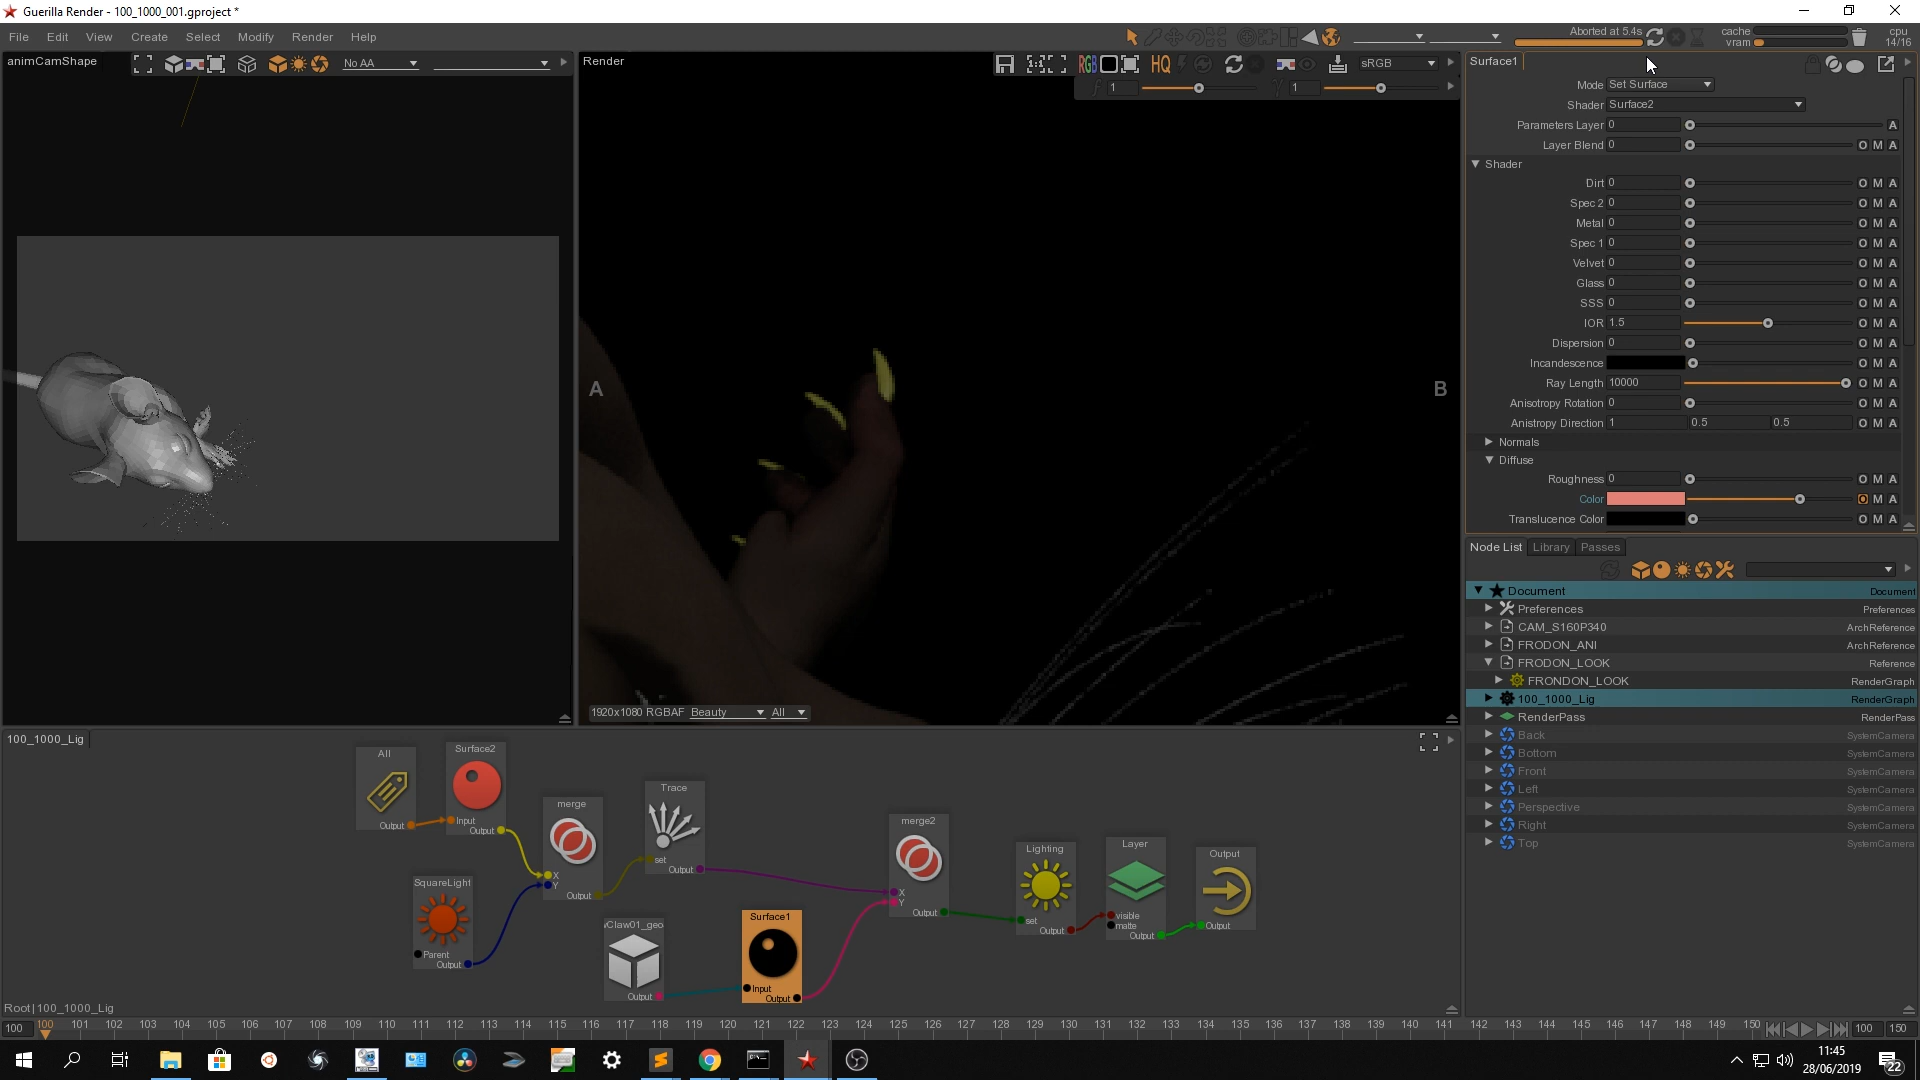 Guerilla Render - 100_1000_001.gproject *
File Edit View Create Select Modify Render Help
Aborted at 5.4s
cache
vram
cpu
14/16
animCamShape
No AA
Render
1:1
RGB
HQ
sRGB
f 1
γ 1
A
B
1920x1080 RGBAF Beauty All
Surface1
Mode Set Surface
Shader Surface2
Parameters Layer 0 A
Layer Blend 0 O M A
Shader
Dirt 0 O M A
Spec 2 0 O M A
Metal 0 O M A
Spec 1 0 O M A
Velvet 0 O M A
Glass 0 O M A
SSS 0 O M A
IOR 1.5 O M A
Dispersion 0 O M A
Incandescence O M A
Ray Length 10000 O M A
Anisotropy Rotation 0 O M A
Anistropy Direction 1 0.5 0.5 O M A
Normals
Diffuse
Roughness 0 O M A
Color O M A
Translucence Color O M A
Node List Library Passes
Document Document
Preferences Preferences
CAM_S160P340 ArchReference
FRODON_ANI ArchReference
FRODON_LOOK Reference
FRONDON_LOOK RenderGraph
100_1000_Lig RenderGraph
RenderPass RenderPass
Back SystemCamera
Bottom SystemCamera
Front SystemCamera
Left SystemCamera
Perspective SystemCamera
Right SystemCamera
Top SystemCamera
100_1000_Lig
All
Output
Surface2
Input
Output
merge
X
Y
Output
Trace
set
Output
SquareLight
Parent
Output
vClaw01_geo
Output
Surface1
Input
Output
merge2
X
Y
Output
Lighting
set
Output
Layer
visible
matte
Output
Output
Output
Root|100_1000_Lig
100 100 101 102 103 104 105 106 107 108 109 110 111 112 113 114 115 116 117 118 119 120 121 122 123 124 125 126 127 128 129 130 131 132 133 134 135 136 137 138 139 140 141 142 143 144 145 146 147 148 149 150 100 150
11:45
28/06/2019
22